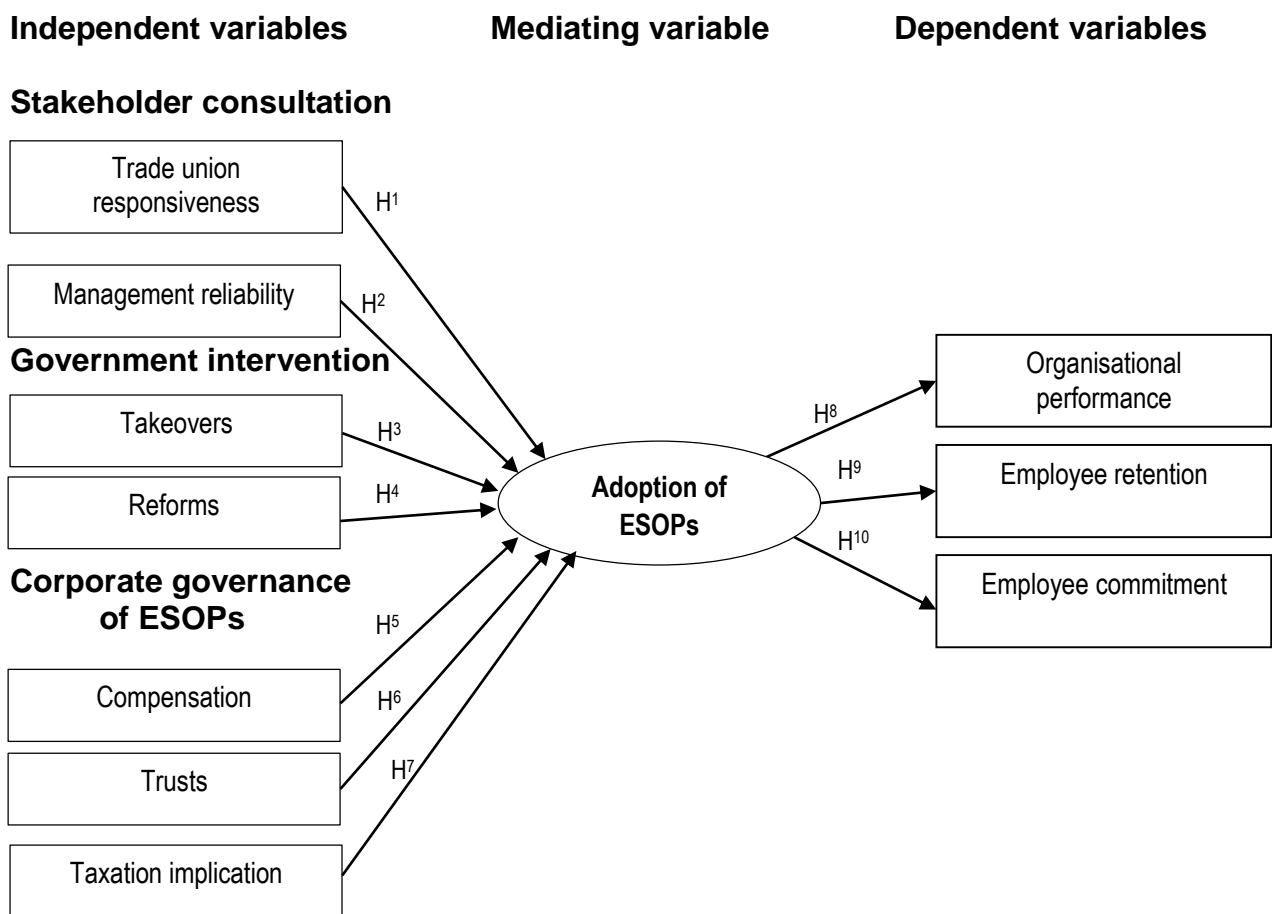 Independent variables
Mediating variable
Dependent variables
Stakeholder consultation
Trade union
responsiveness
H1
Management reliability
H2
Government intervention
Takeovers
H3
Reforms
H4
Corporate governance
of ESOPs
Compensation
H5
Trusts
H6
Taxation implication
H7
Adoption of
ESOPs
H8
Organisational
performance
H9
Employee retention
H10
Employee commitment